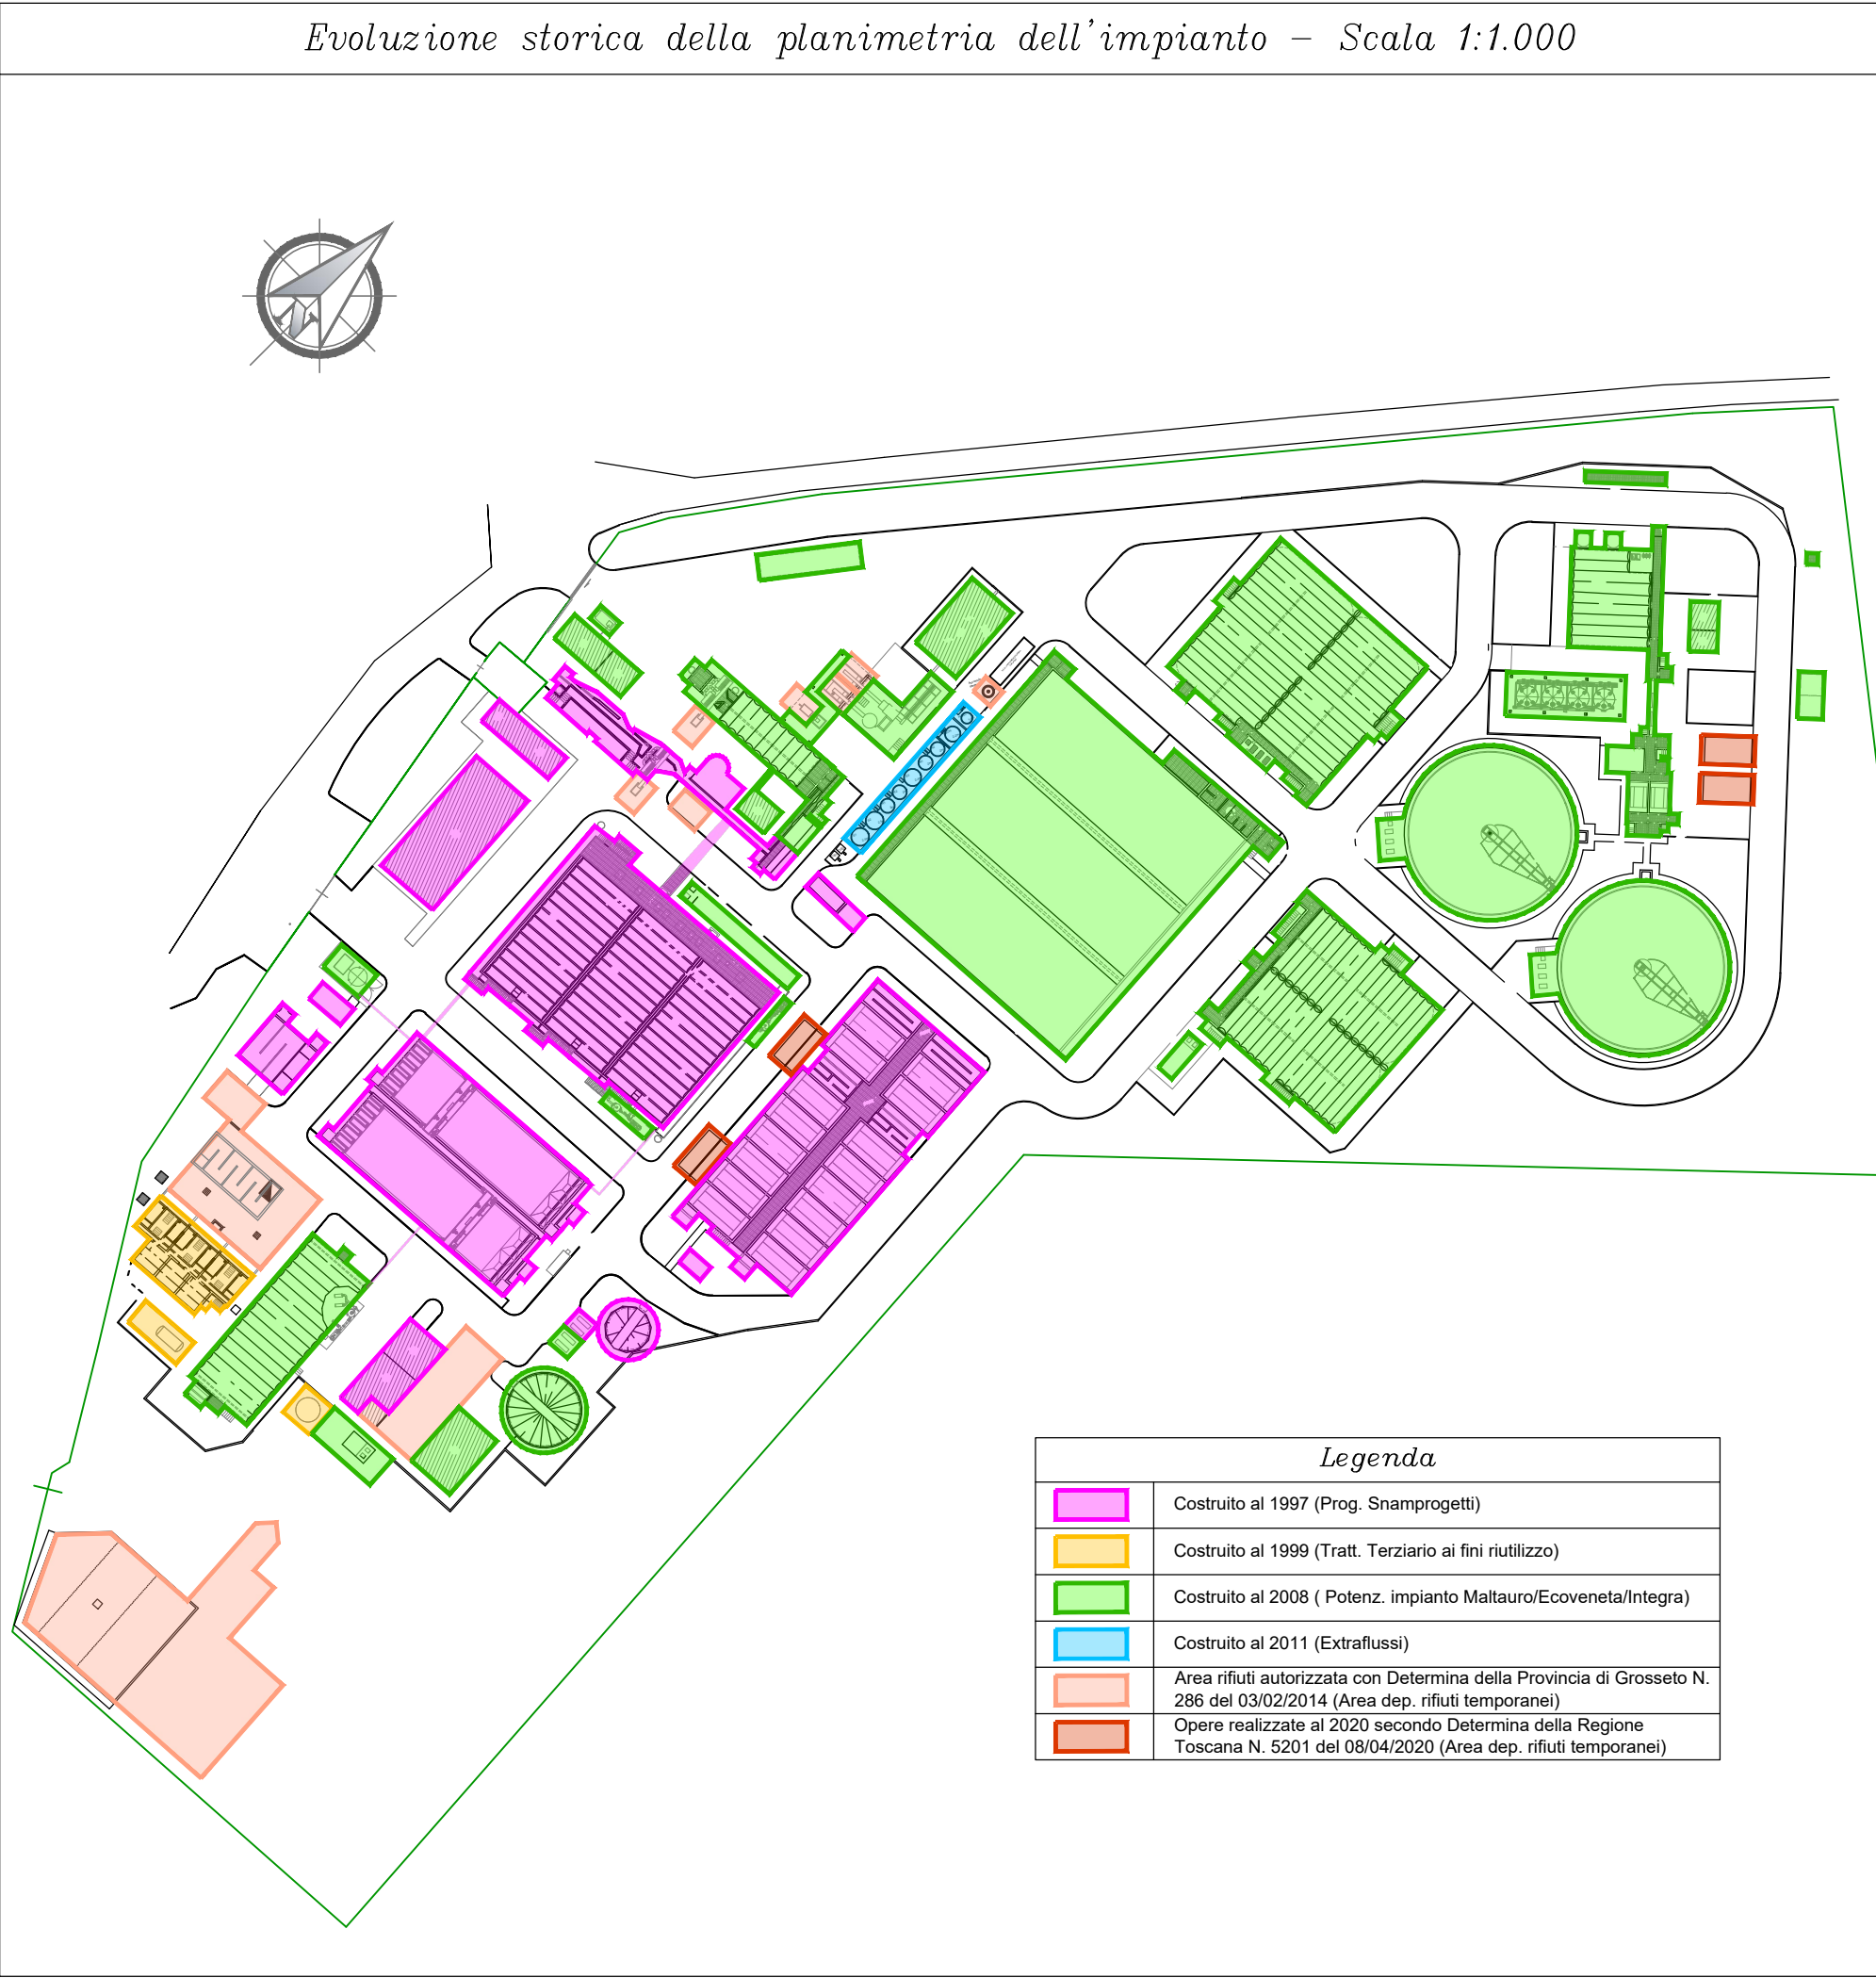 Evoluzione storica della planimetria dell'impianto – Scala 1:1.000
N
Legenda
Costruito al 1997 (Prog. Snamprogetti)
Costruito al 1999 (Tratt. Terziario ai fini riutilizzo)
Costruito al 2008 ( Potenz. impianto Maltauro/Ecoveneta/Integra)
Costruito al 2011 (Extraflussi)
Area rifiuti autorizzata con Determina della Provincia di Grosseto N.
286 del 03/02/2014 (Area dep. rifiuti temporanei)
Opere realizzate al 2020 secondo Determina della Regione
Toscana N. 5201 del 08/04/2020 (Area dep. rifiuti temporanei)